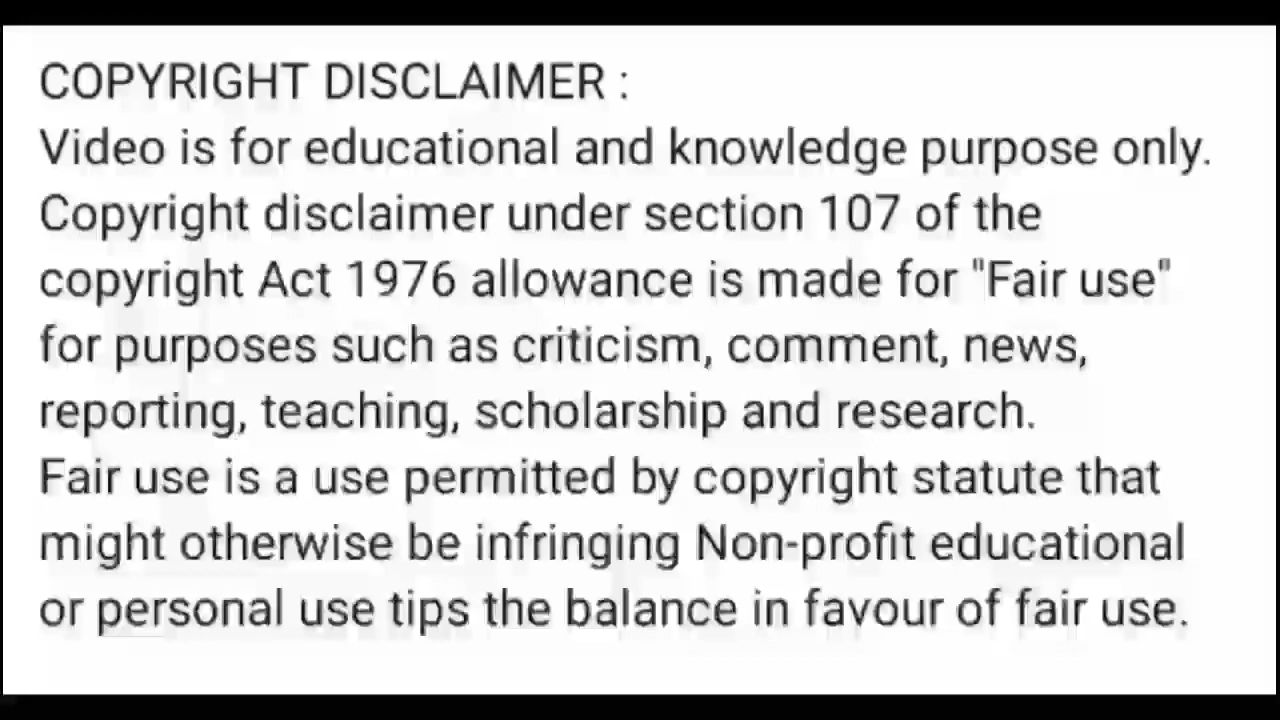 COPYRIGHT DISCLAIMER :
Video is for educational and knowledge purpose only.
Copyright disclaimer under section 107 of the
copyright Act 1976 allowance is made for "Fair use"
for purposes such as criticism, comment, news,
reporting, teaching, scholarship and research.
Fair use is a use permitted by copyright statute that
might otherwise be infringing Non-profit educational
or personal use tips the balance in favour of fair use.